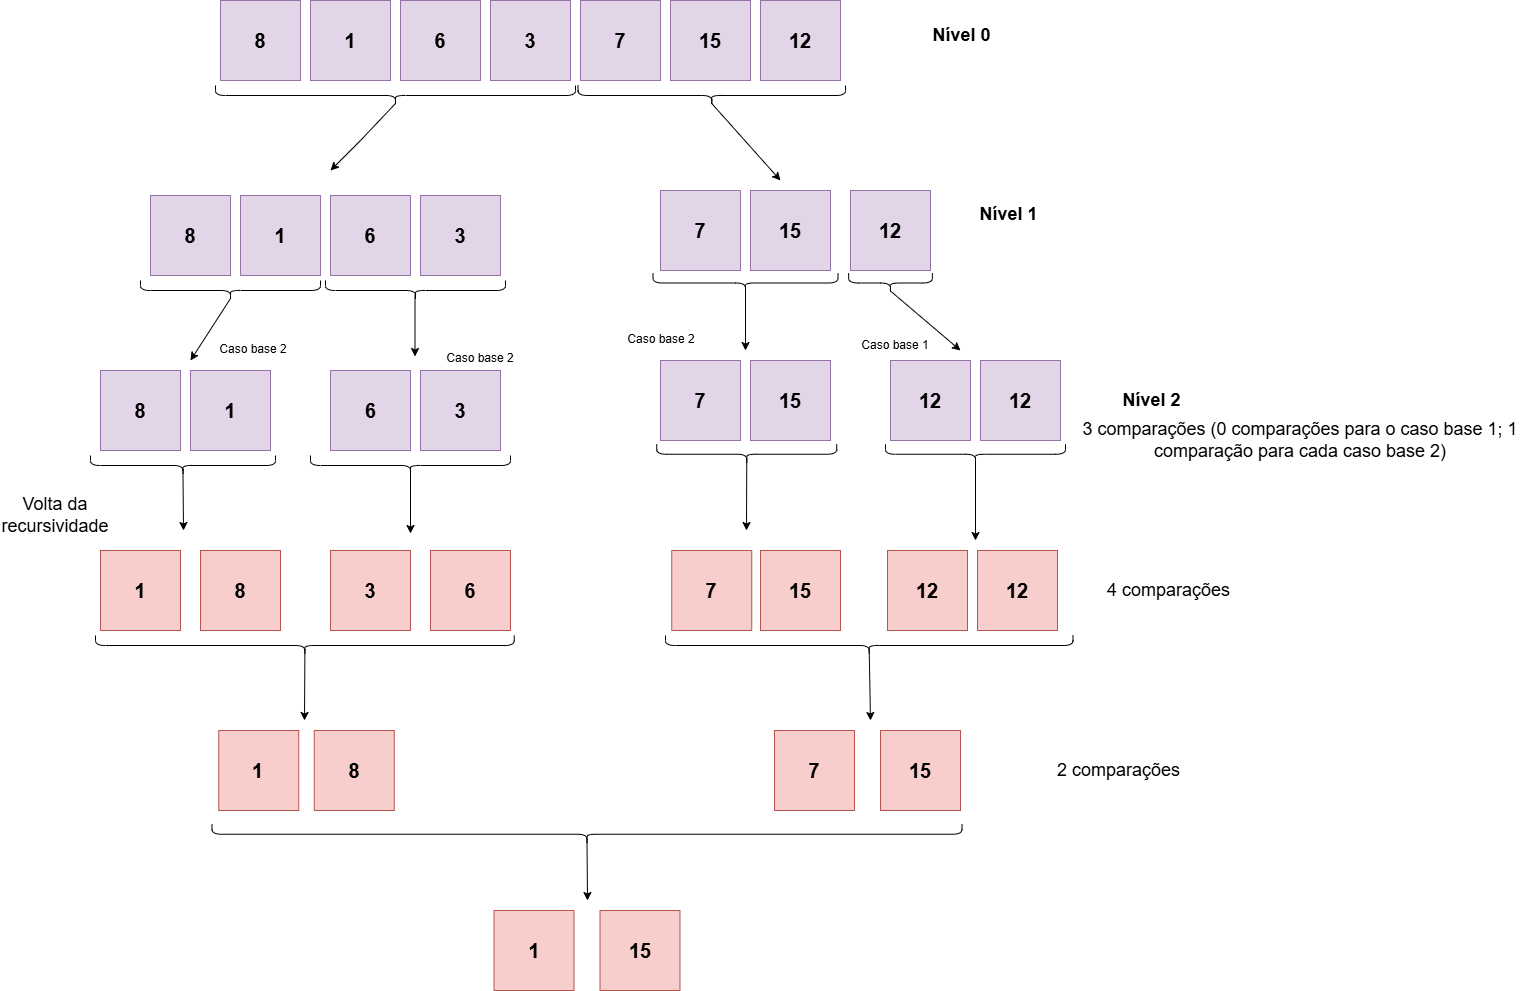 8 1 6 3 7 15 12 Nível 0
8 1 6 3 7 15 12 Nível 1
Caso base 2 Caso base 2 Caso base 2 Caso base 1
8 1 6 3 7 15 12 12 Nível 2
3 comparações (0 comparações para o caso base 1; 1
comparação para cada caso base 2)
Volta da
recursividade
1 8 3 6 7 15 12 12 4 comparações
1 8 7 15 2 comparações
1 15